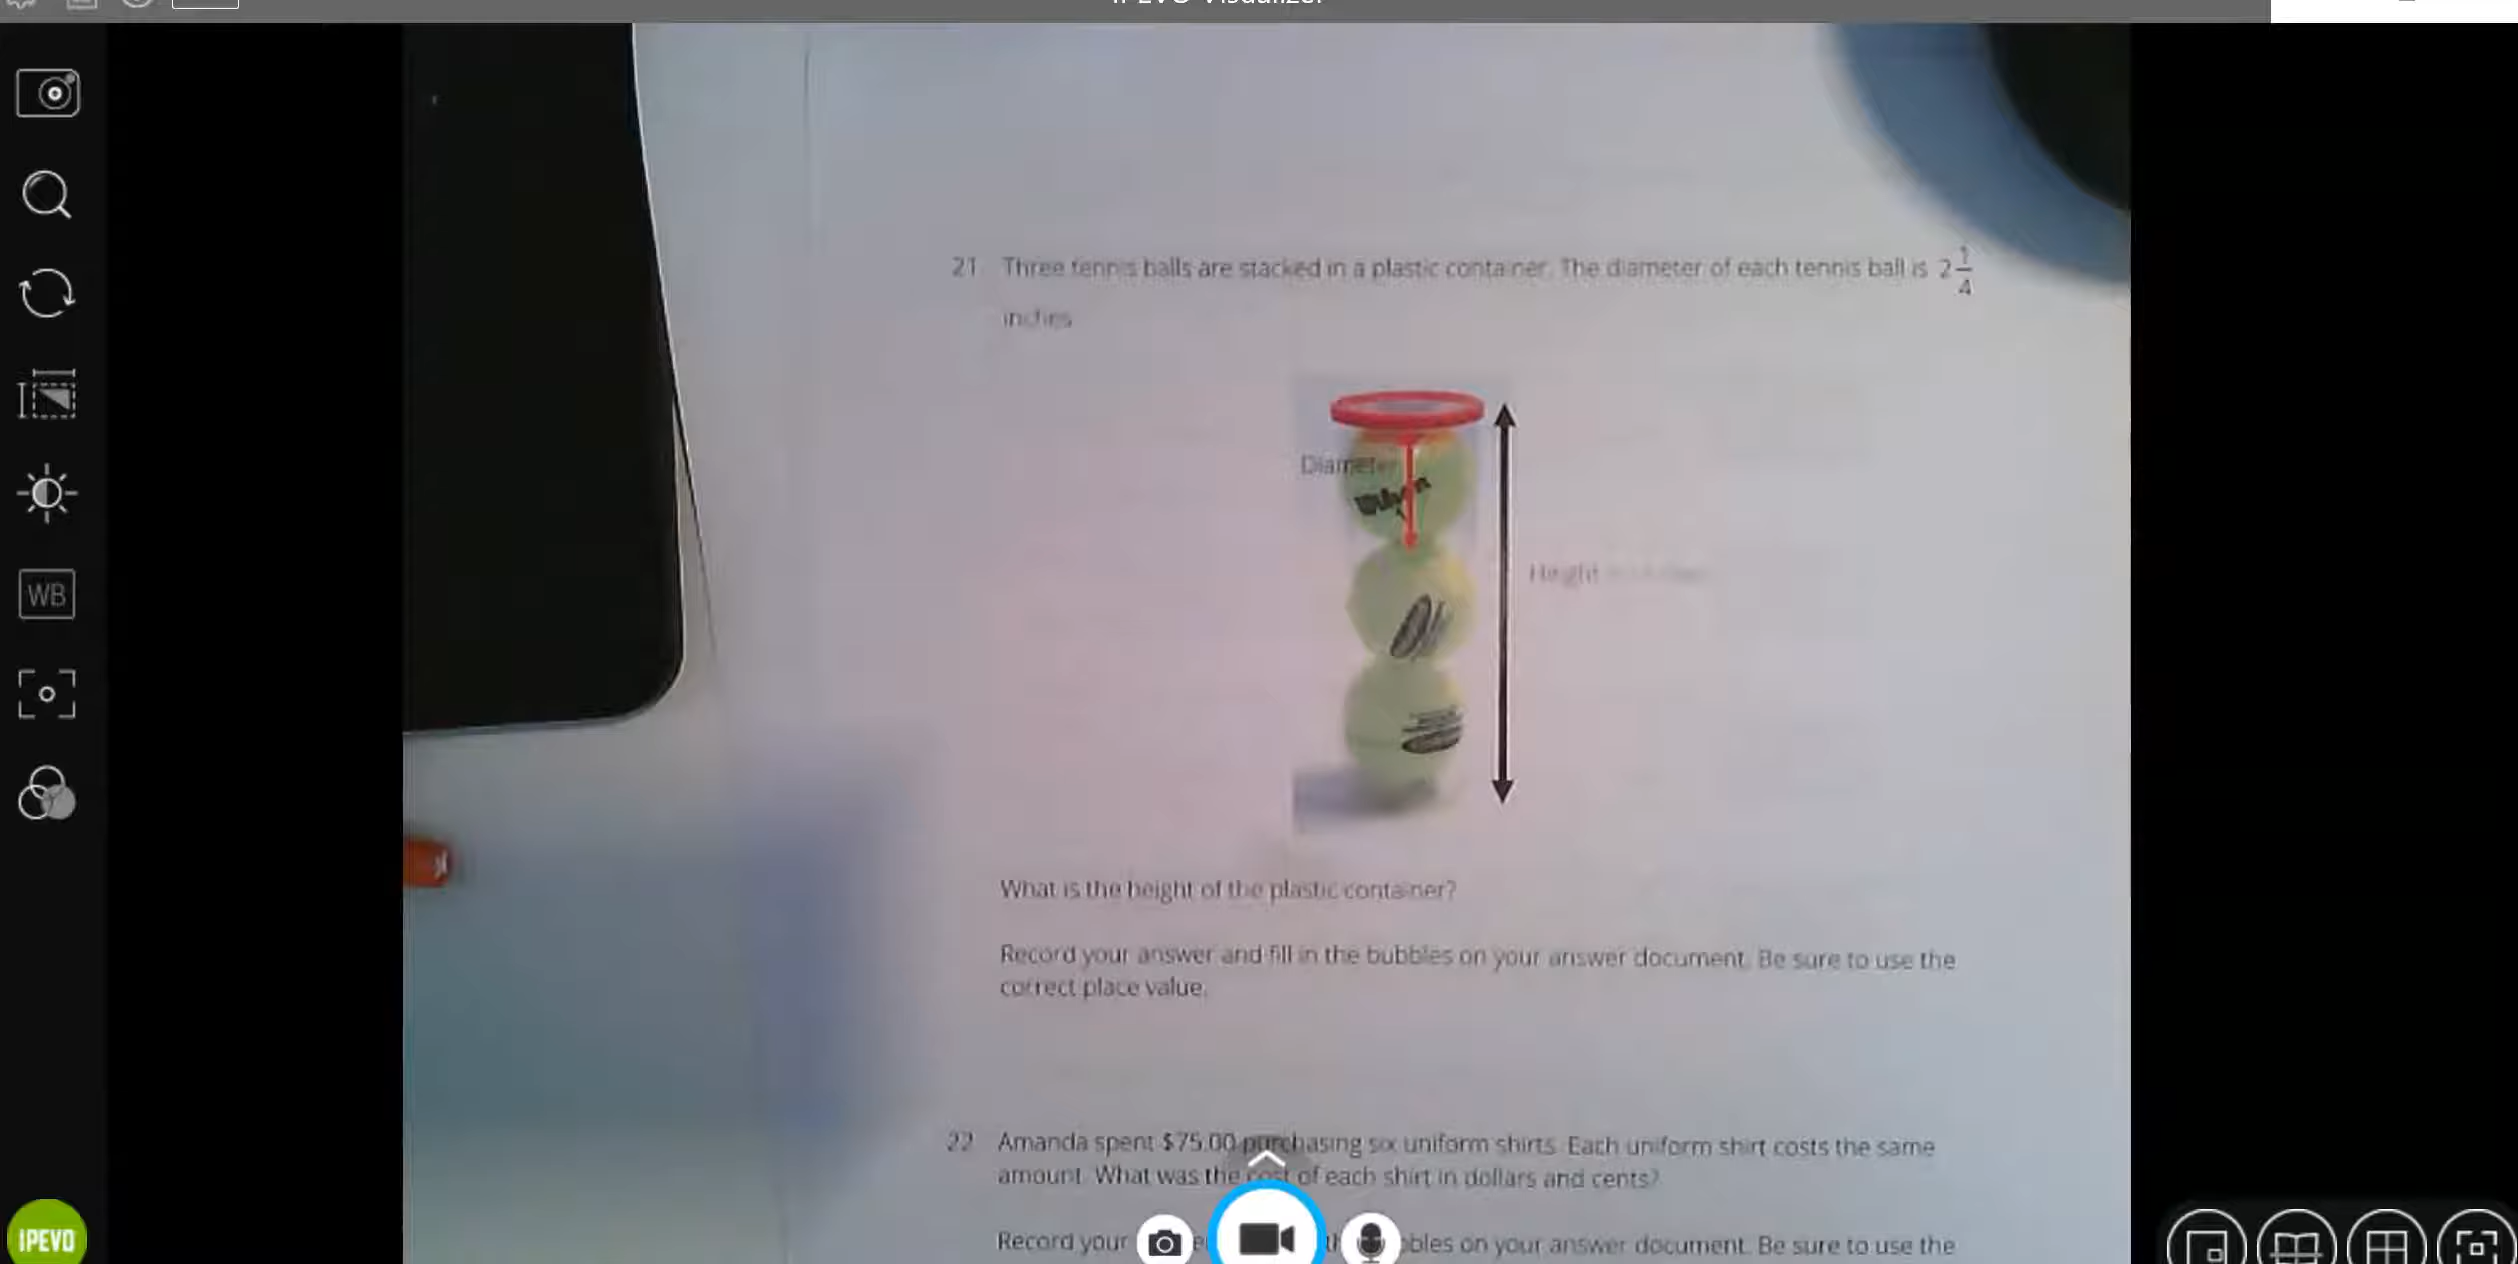 IPEVO Visualizer
21 Three tennis balls are stacked in a plastic container. The diameter of each tennis ball is 2 1/4
inches
Diameter
Height
What is the height of the plastic container?
Record your answer and fill in the bubbles on your answer document. Be sure to use the
correct place value.
22 Amanda spent $75.00 purchasing six uniform shirts. Each uniform shirt costs the same
amount. What was the cost of each shirt in dollars and cents?
Record your bles on your answer document. Be sure to use the
WB
IPEVO